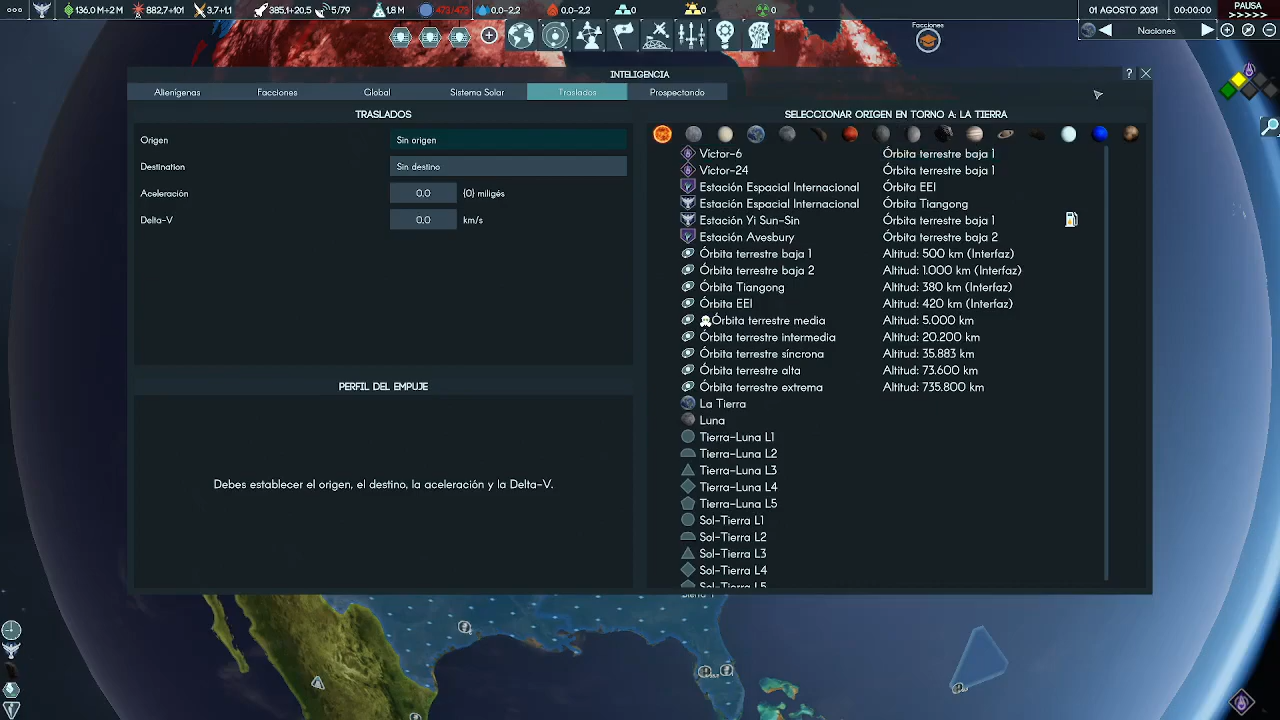 136,0 M+2 M
882,7+101
3,7+1,1
385,1+20,5
5/79
1,8 M
473/473
0,0-2,2
0,0-2,2
0
0
0
01 AGOSTO 2031
00:00:00
PAUSA
>>>>>
Facciones
Naciones
INTELIGENCIA
?
Alienígenas
Facciones
Global
Sistema Solar
Traslados
Prospectando
TRASLADOS
Origen
Sin origen
Destination
Sin destino
Aceleración
0,0
{0} miligés
Delta-V
0,0
km/s
PERFIL DEL EMPUJE
Debes establecer el origen, el destino, la aceleración y la Delta-V.
SELECCIONAR ORIGEN EN TORNO A: LA TIERRA
Victor-6 Órbita terrestre baja 1
Victor-24 Órbita terrestre baja 1
Estación Espacial Internacional Órbita EEI
Estación Espacial Internacional Órbita Tiangong
Estación Yi Sun-Sin Órbita terrestre baja 1
Estación Avesbury Órbita terrestre baja 2
Órbita terrestre baja 1 Altitud: 500 km (Interfaz)
Órbita terrestre baja 2 Altitud: 1.000 km (Interfaz)
Órbita Tiangong Altitud: 380 km (Interfaz)
Órbita EEI Altitud: 420 km (Interfaz)
Órbita terrestre media Altitud: 5.000 km
Órbita terrestre intermedia Altitud: 20.200 km
Órbita terrestre síncrona Altitud: 35.883 km
Órbita terrestre alta Altitud: 73.600 km
Órbita terrestre extrema Altitud: 735.800 km
La Tierra
Luna
Tierra-Luna L1
Tierra-Luna L2
Tierra-Luna L3
Tierra-Luna L4
Tierra-Luna L5
Sol-Tierra L1
Sol-Tierra L2
Sol-Tierra L3
Sol-Tierra L4
Sol-Tierra L5